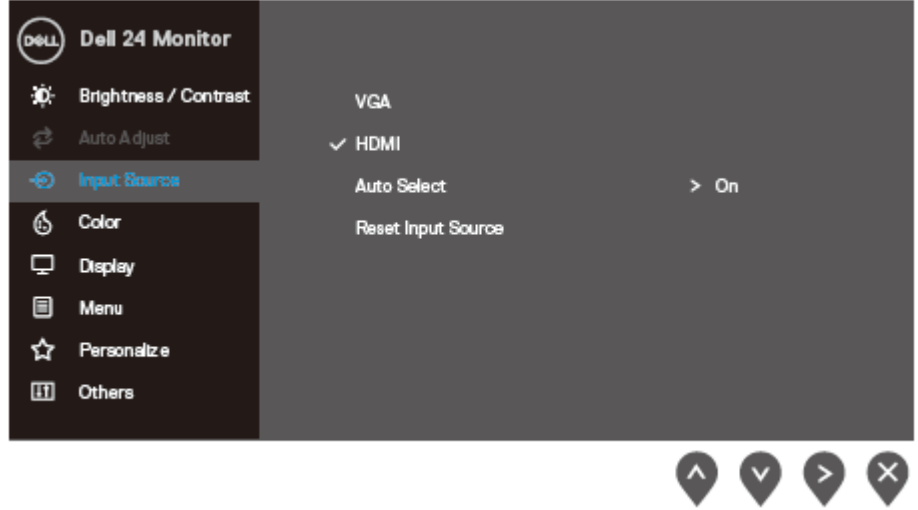 DELL Dell 24 Monitor
Brightness / Contrast
Auto Adjust
Input Source
Color
Display
Menu
Personalize
Others
VGA
HDMI
Auto Select > On
Reset Input Source